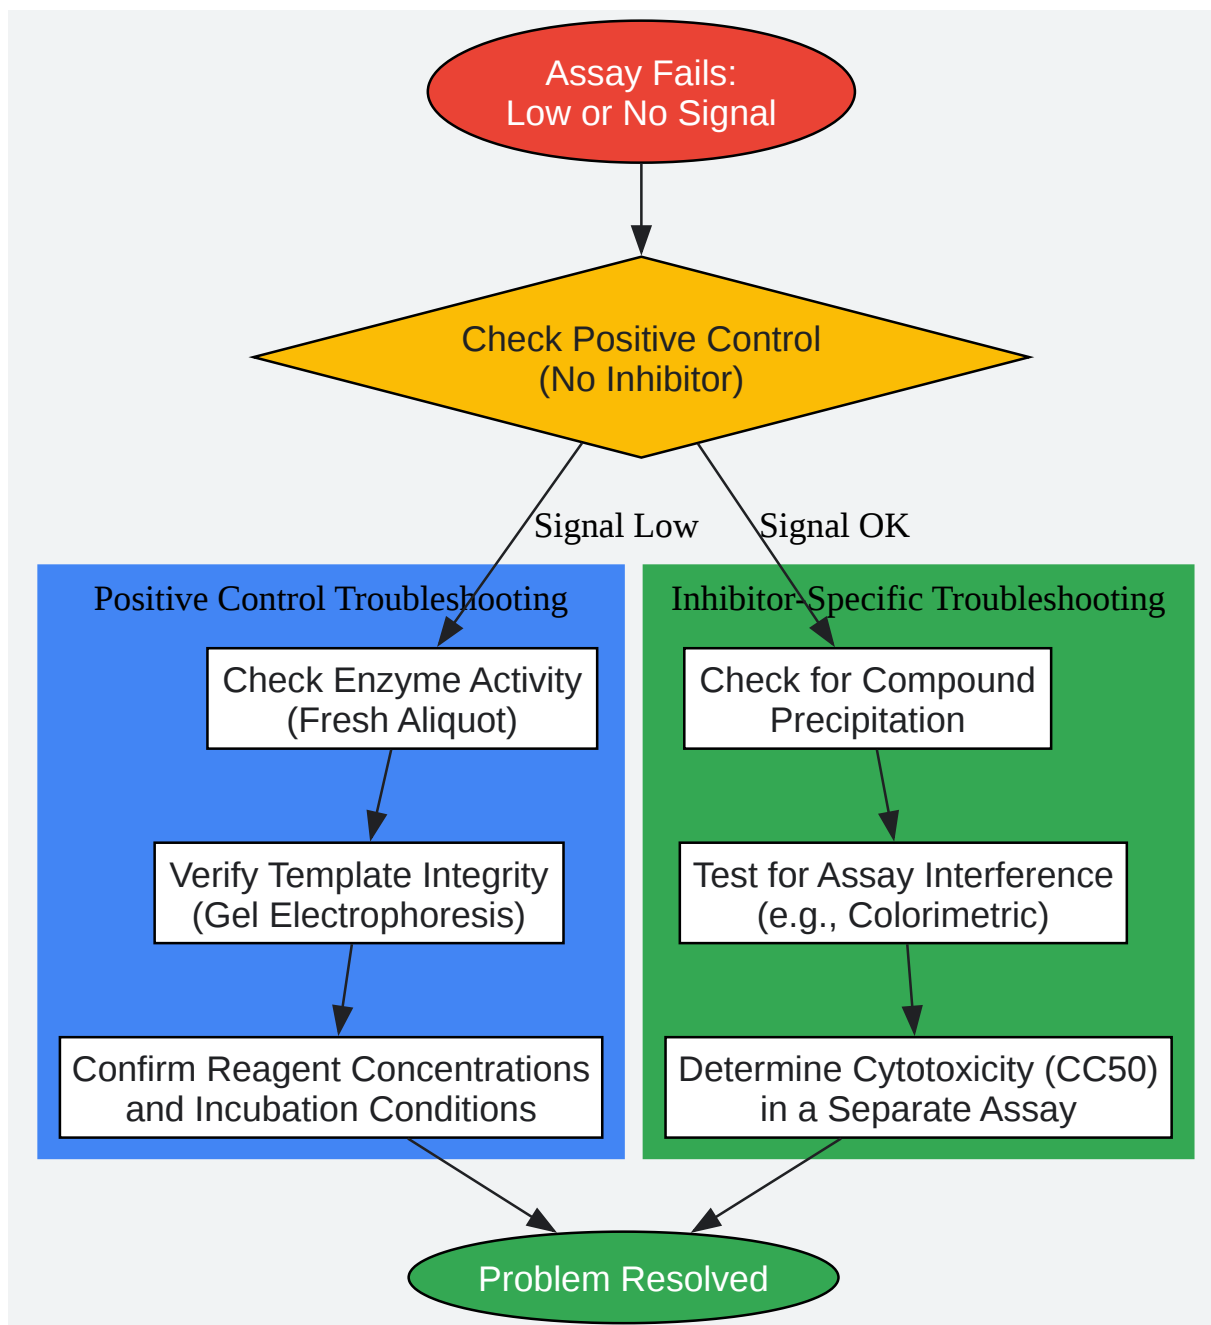 Assay Fails:
Low or No Signal
Check Positive Control
(No Inhibitor)
Signal Low
Signal OK
Positive Control Troubleshooting
Check Enzyme Activity
(Fresh Aliquot)
Verify Template Integrity
(Gel Electrophoresis)
Confirm Reagent Concentrations
and Incubation Conditions
Inhibitor-Specific Troubleshooting
Check for Compound
Precipitation
Test for Assay Interference
(e.g., Colorimetric)
Determine Cytotoxicity (CC50)
in a Separate Assay
Problem Resolved